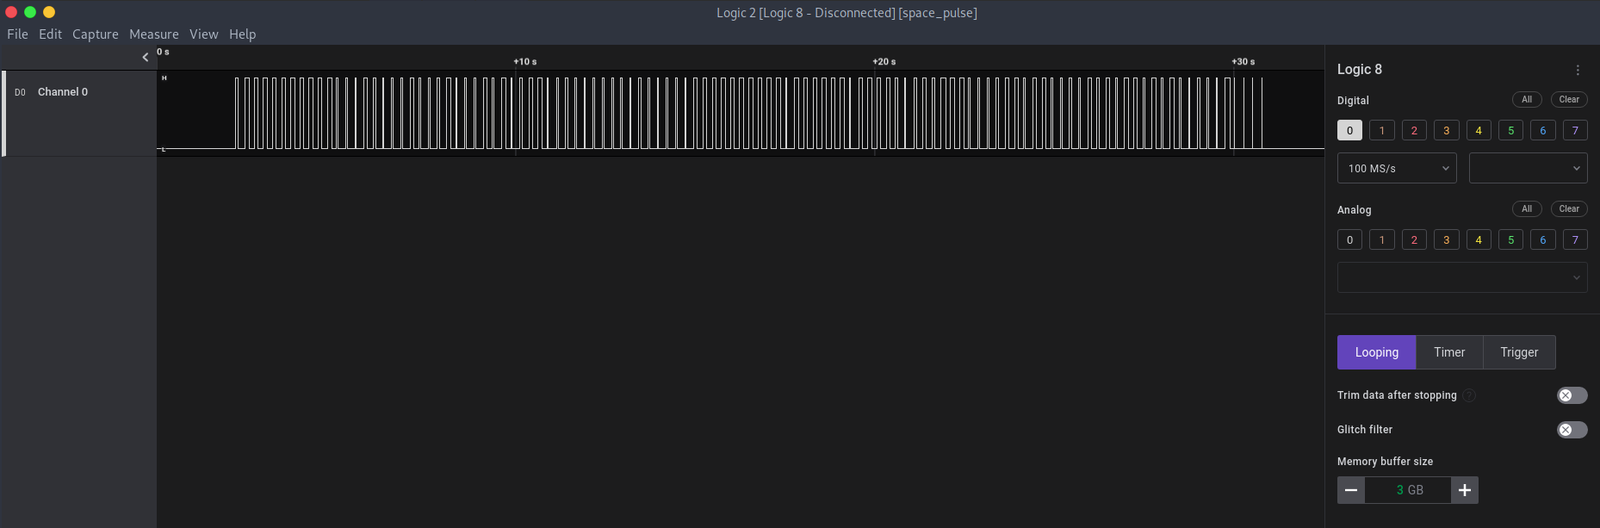 Logic 2 [Logic 8 - Disconnected] [space_pulse]
File Edit Capture Measure View Help
0 s
+10 s +20 s +30 s
D0 Channel 0
H
L
Logic 8
Digital All Clear
0 1 2 3 4 5 6 7
100 MS/s
Analog All Clear
0 1 2 3 4 5 6 7
Looping Timer Trigger
Trim data after stopping ?
Glitch filter
Memory buffer size
3 GB